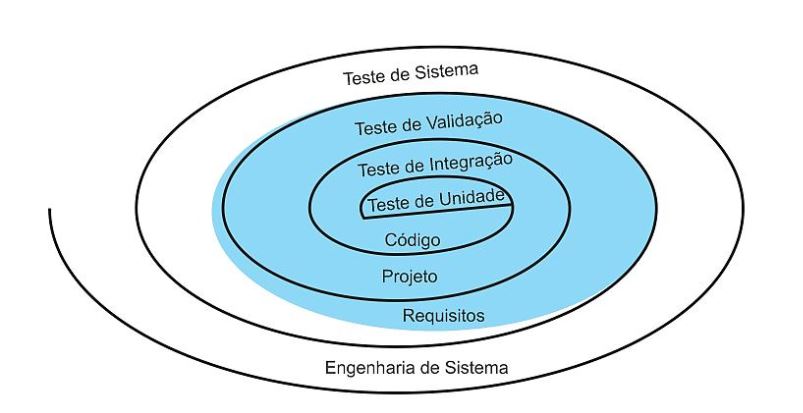 Teste de Sistema
Teste de Validação
Teste de Integração
Teste de Unidade
Código
Projeto
Requisitos
Engenharia de Sistema